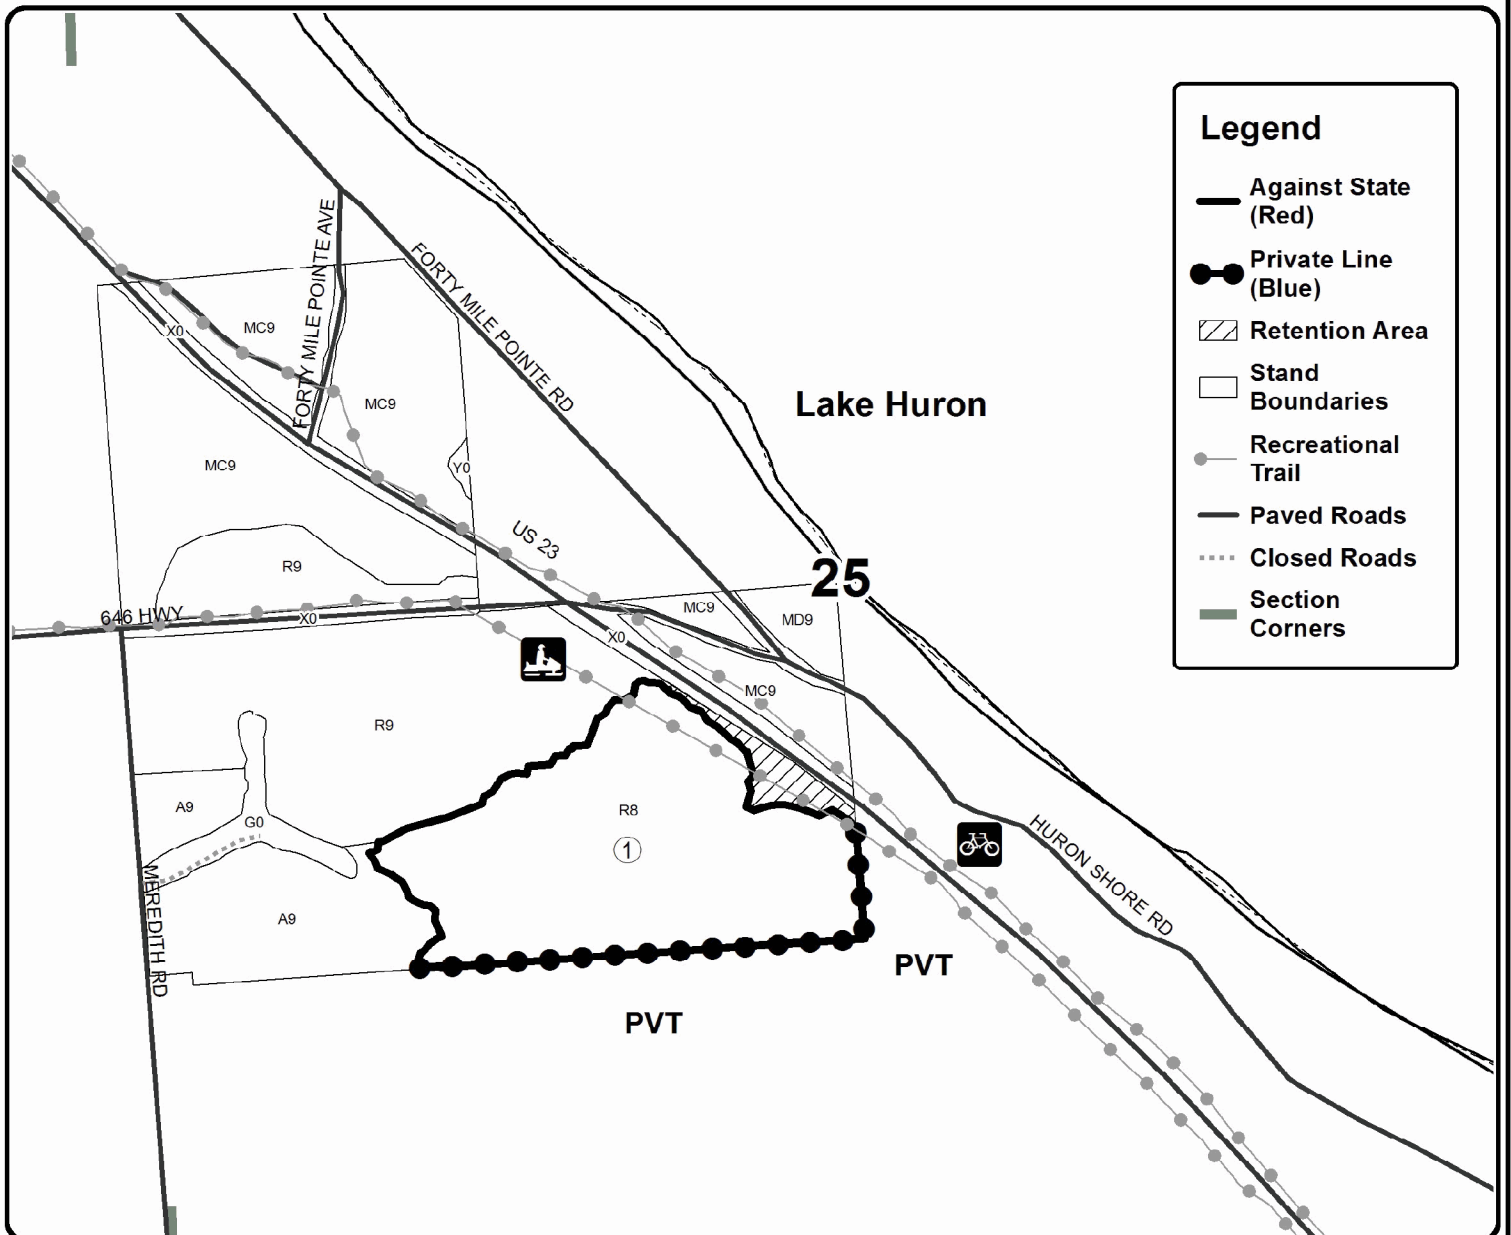 Legend
Against State
(Red)
Private Line
(Blue)
Retention Area
Stand
Boundaries
Recreational
Trail
Paved Roads
Closed Roads
Section
Corners
FORTY MILE POINTE AVE
FORTY MILE POINTE RD
X0
MC9
MC9
Lake Huron
MC9
Y0
US 23
R9
25
646 HWY
X0
MC9
MD9
X0
MC9
R9
A9
G0
R8
1
HURON SHORE RD
MEREDITH RD
A9
PVT
PVT